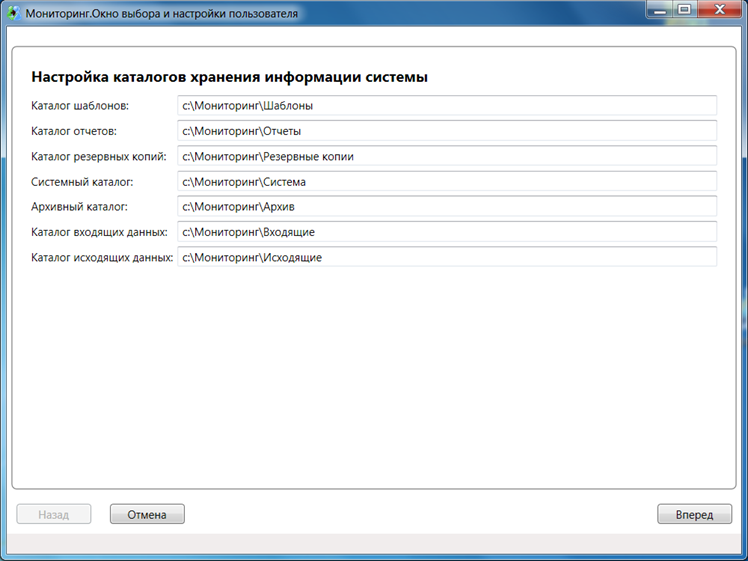 Мониторинг.Окно выбора и настройки пользователя
Настройка каталогов хранения информации системы
Каталог шаблонов: c:\Мониторинг\Шаблоны
Каталог отчетов: c:\Мониторинг\Отчеты
Каталог резервных копий: c:\Мониторинг\Резервные копии
Системный каталог: c:\Мониторинг\Система
Архивный каталог: c:\Мониторинг\Архив
Каталог входящих данных: c:\Мониторинг\Входящие
Каталог исходящих данных: c:\Мониторинг\Исходящие
Назад Отмена Вперед